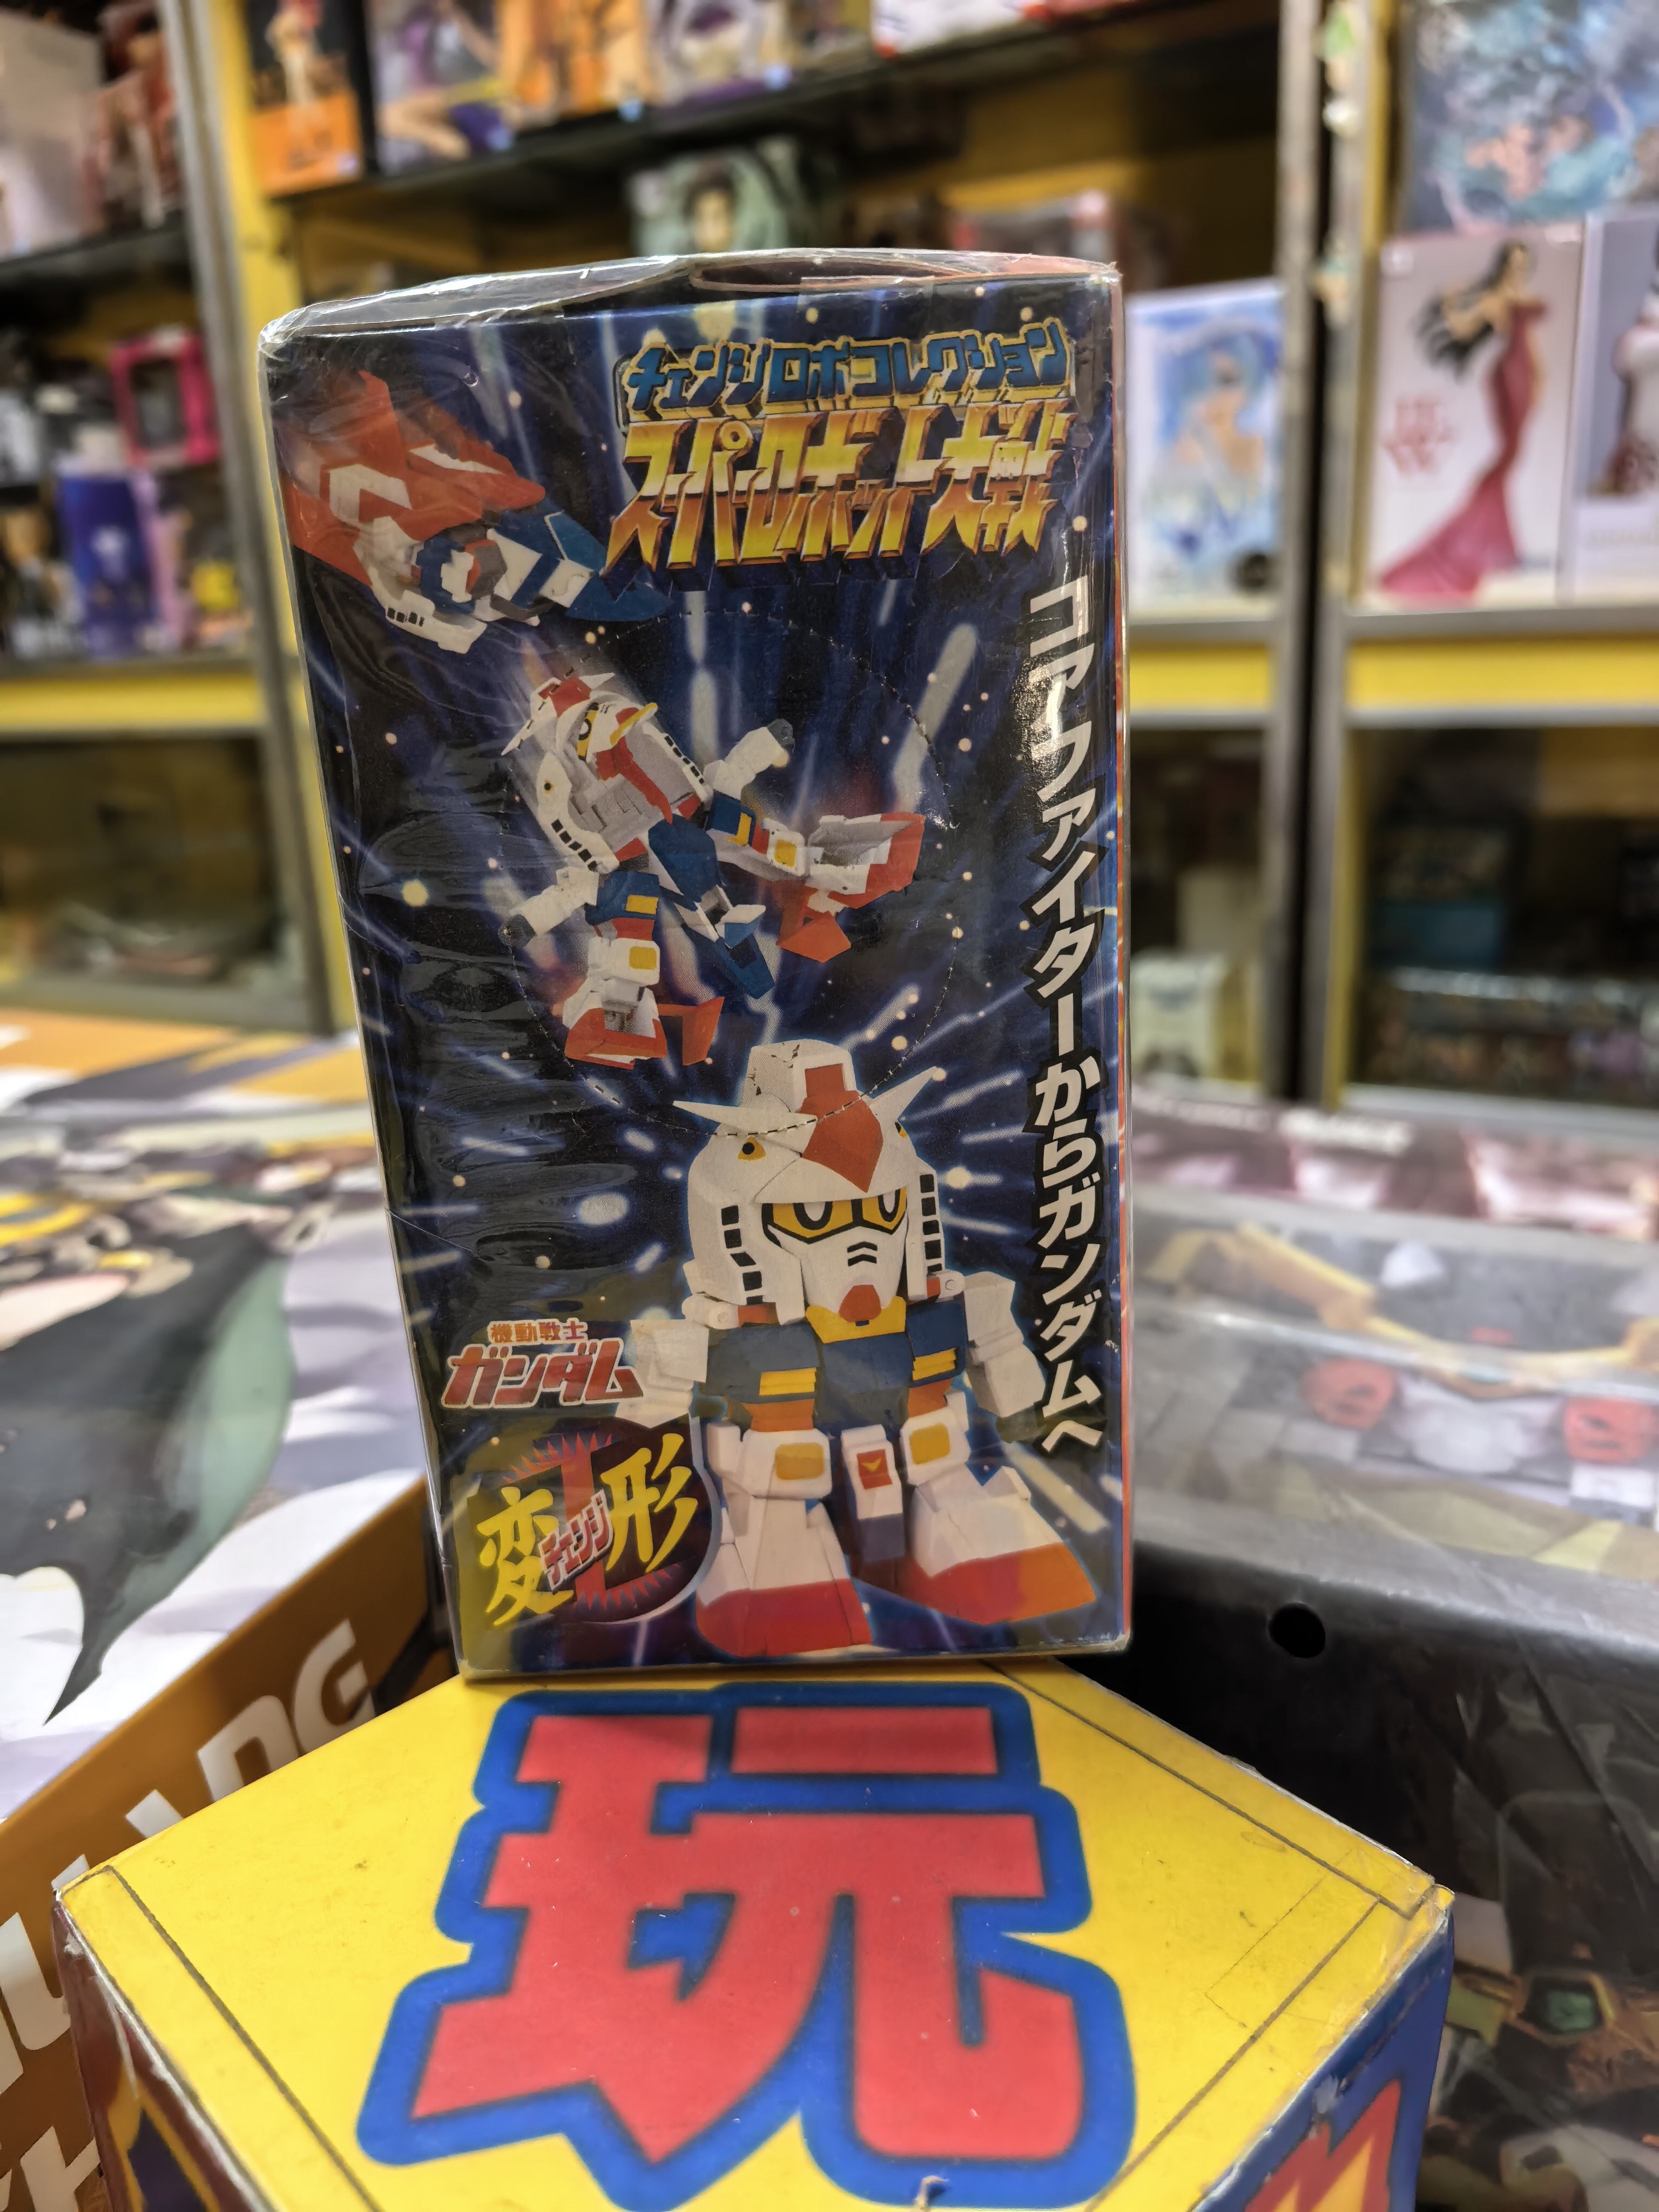 チェンジロボコレクション
スーパーロボット大戦
コアーファイターからガンダムへ
機動戦士
ガンダム
変形
チェンジ
玩